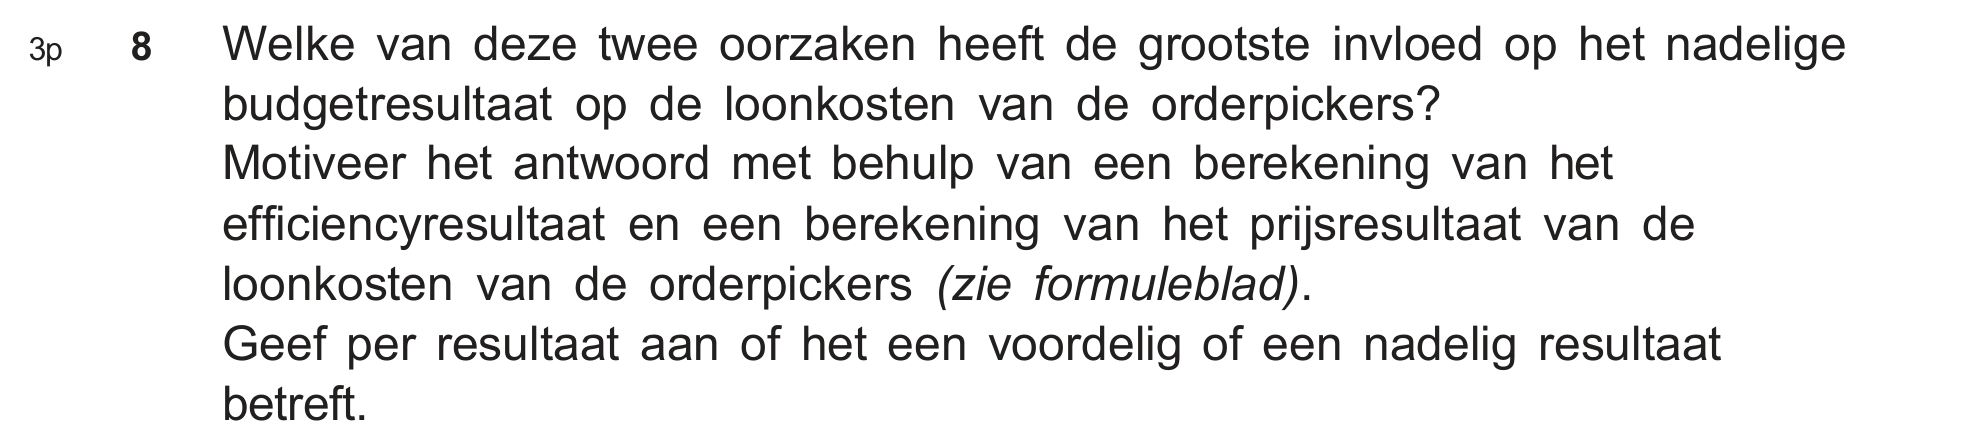 3p 8 Welke van deze twee oorzaken heeft de grootste invloed op het nadelige
budgetresultaat op de loonkosten van de orderpickers?
Motiveer het antwoord met behulp van een berekening van het
efficiencyresultaat en een berekening van het prijsresultaat van de
loonkosten van de orderpickers (zie formuleblad).
Geef per resultaat aan of het een voordelig of een nadelig resultaat
betreft.